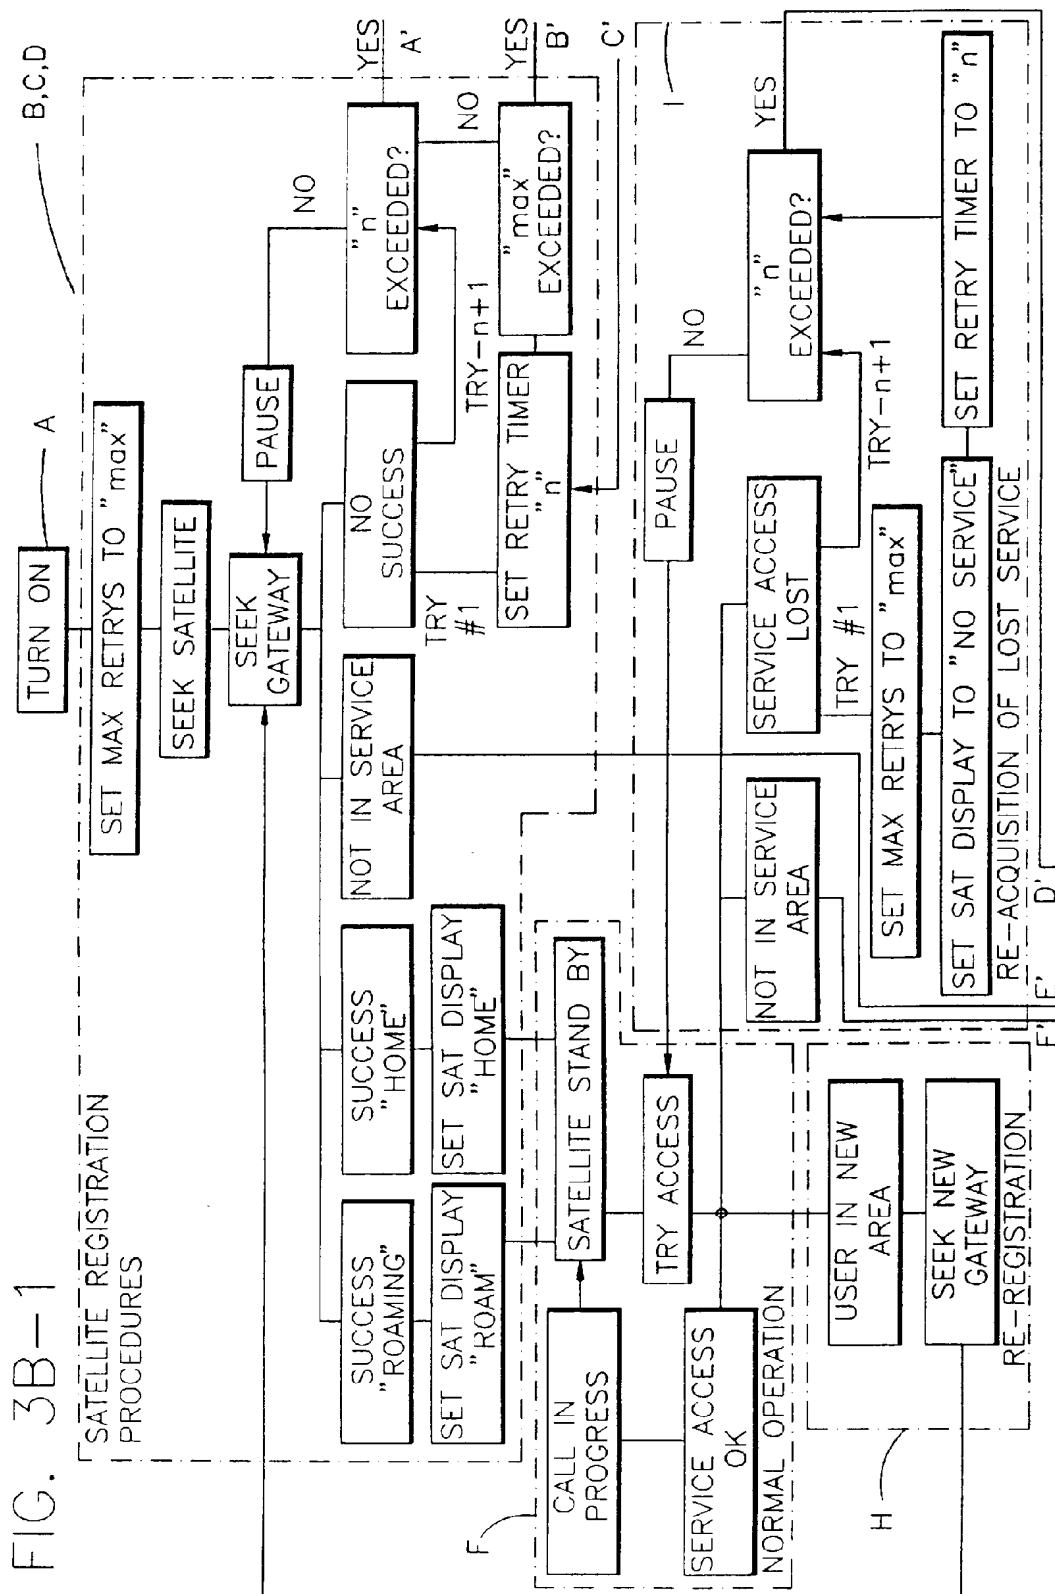 FIG. 3B-1
TURN ON
A
B,C,D
SATELLITE REGISTRATION
PROCEDURES
SET MAX RETRYS TO "max"
SEEK SATELLITE
SEEK
GATEWAY
PAUSE
NO
SUCCESS
"ROAMING"
SUCCESS
"HOME"
NOT IN SERVICE
AREA
NO
SUCCESS
"n"
EXCEEDED?
YES
A'
SET SAT DISPLAY
"ROAM"
SET SAT DISPLAY
"HOME"
TRY
#1
TRY-n+1
NO
SET RETRY TIMER
"n"
"max"
EXCEEDED?
YES
B'
C'
F
CALL IN
PROGRESS
SATELLITE STAND BY
TRY ACCESS
SERVICE ACCESS
OK
NORMAL OPERATION
PAUSE
NO
I
NOT IN SERVICE
AREA
SERVICE ACCESS
LOST
"n"
EXCEEDED?
YES
TRY #1
TRY-n+1
SET MAX RETRYS TO "max"
SET SAT DISPLAY TO "NO SERVICE"
SET RETRY TIMER TO "n"
RE-ACQUISITION OF LOST SERVICE
H
USER IN NEW
AREA
SEEK NEW
GATEWAY
RE-REGISTRATION
F'
E'
D'